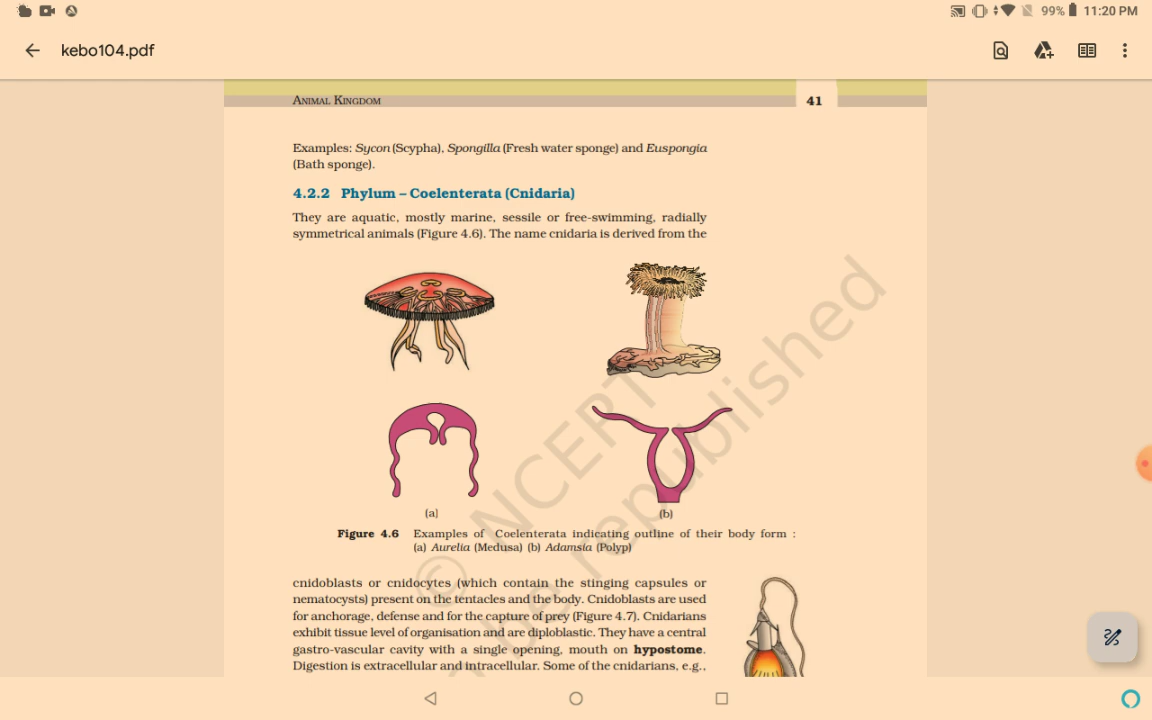 99% 11:20 PM
kebo104.pdf
ANIMAL KINGDOM
41
Examples: Sycon (Scypha), Spongilla (Fresh water sponge) and Euspongia
(Bath sponge).
4.2.2 Phylum – Coelenterata (Cnidaria)
They are aquatic, mostly marine, sessile or free-swimming, radially
symmetrical animals (Figure 4.6). The name cnidaria is derived from the
(a)
(b)
Figure 4.6 Examples of Coelenterata indicating outline of their body form :
(a) Aurelia (Medusa) (b) Adamsia (Polyp)
cnidoblasts or cnidocytes (which contain the stinging capsules or
nematocysts) present on the tentacles and the body. Cnidoblasts are used
for anchorage, defense and for the capture of prey (Figure 4.7). Cnidarians
exhibit tissue level of organisation and are diploblastic. They have a central
gastro-vascular cavity with a single opening, mouth on hypostome.
Digestion is extracellular and intracellular. Some of the cnidarians, e.g.,
© NCERT
be republished